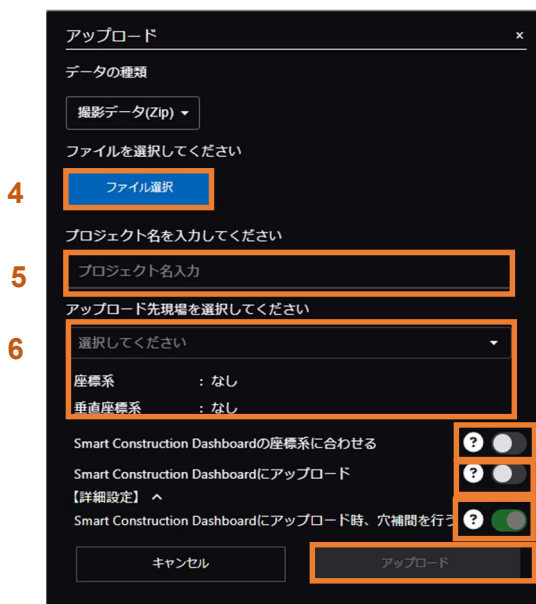 アップロード ×
データの種類
撮影データ(Zip)
ファイルを選択してください
4 ファイル選択
プロジェクト名を入力してください
5 プロジェクト名入力
アップロード先現場を選択してください
6 選択してください
座標系 : なし
垂直座標系 : なし
Smart Construction Dashboardの座標系に合わせる ?
Smart Construction Dashboardにアップロード ?
【詳細設定】
Smart Construction Dashboardにアップロード時、穴補間を行う ?
キャンセル アップロード